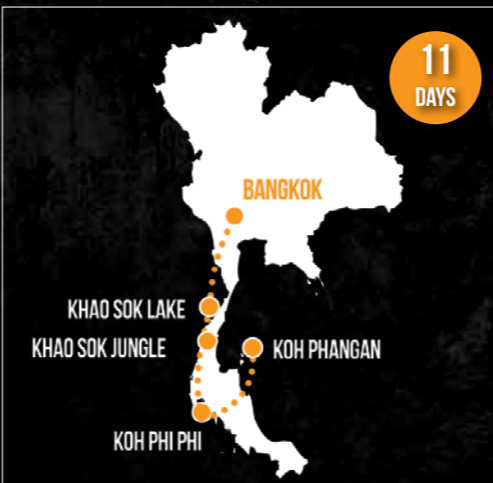 11
DAYS
BANGKOK
KHAO SOK LAKE
KHAO SOK JUNGLE
KOH PHANGAN
KOH PHI PHI